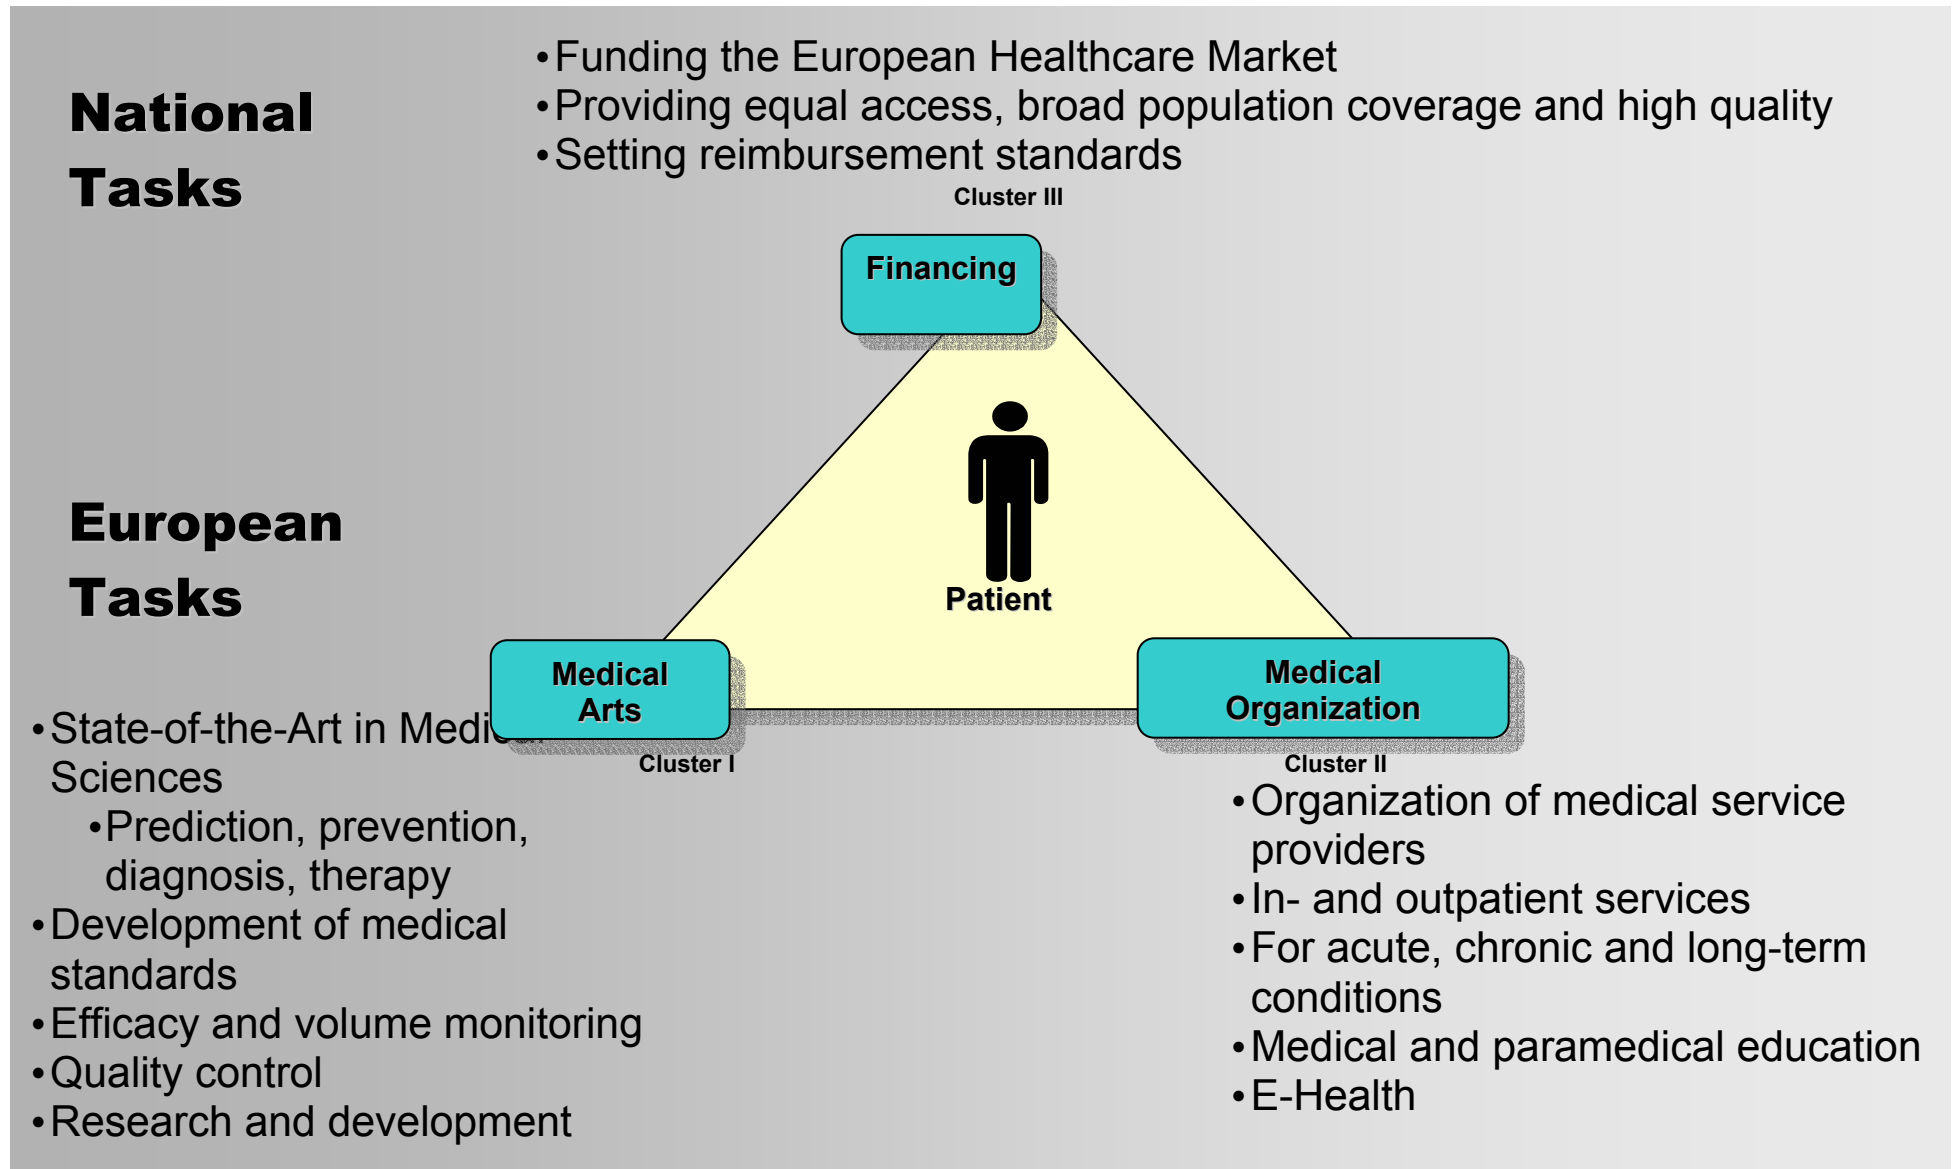 National
Tasks
•Funding the European Healthcare Market
•Providing equal access, broad population coverage and high quality
•Setting reimbursement standards
Cluster III
Financing
European
Tasks
Patient
Medical
Arts
Cluster I
•State-of-the-Art in Medical
Sciences
•Prediction, prevention,
diagnosis, therapy
•Development of medical
standards
•Efficacy and volume monitoring
•Quality control
•Research and development
Medical
Organization
Cluster II
•Organization of medical service
providers
•In- and outpatient services
•For acute, chronic and long-term
conditions
•Medical and paramedical education
•E-Health